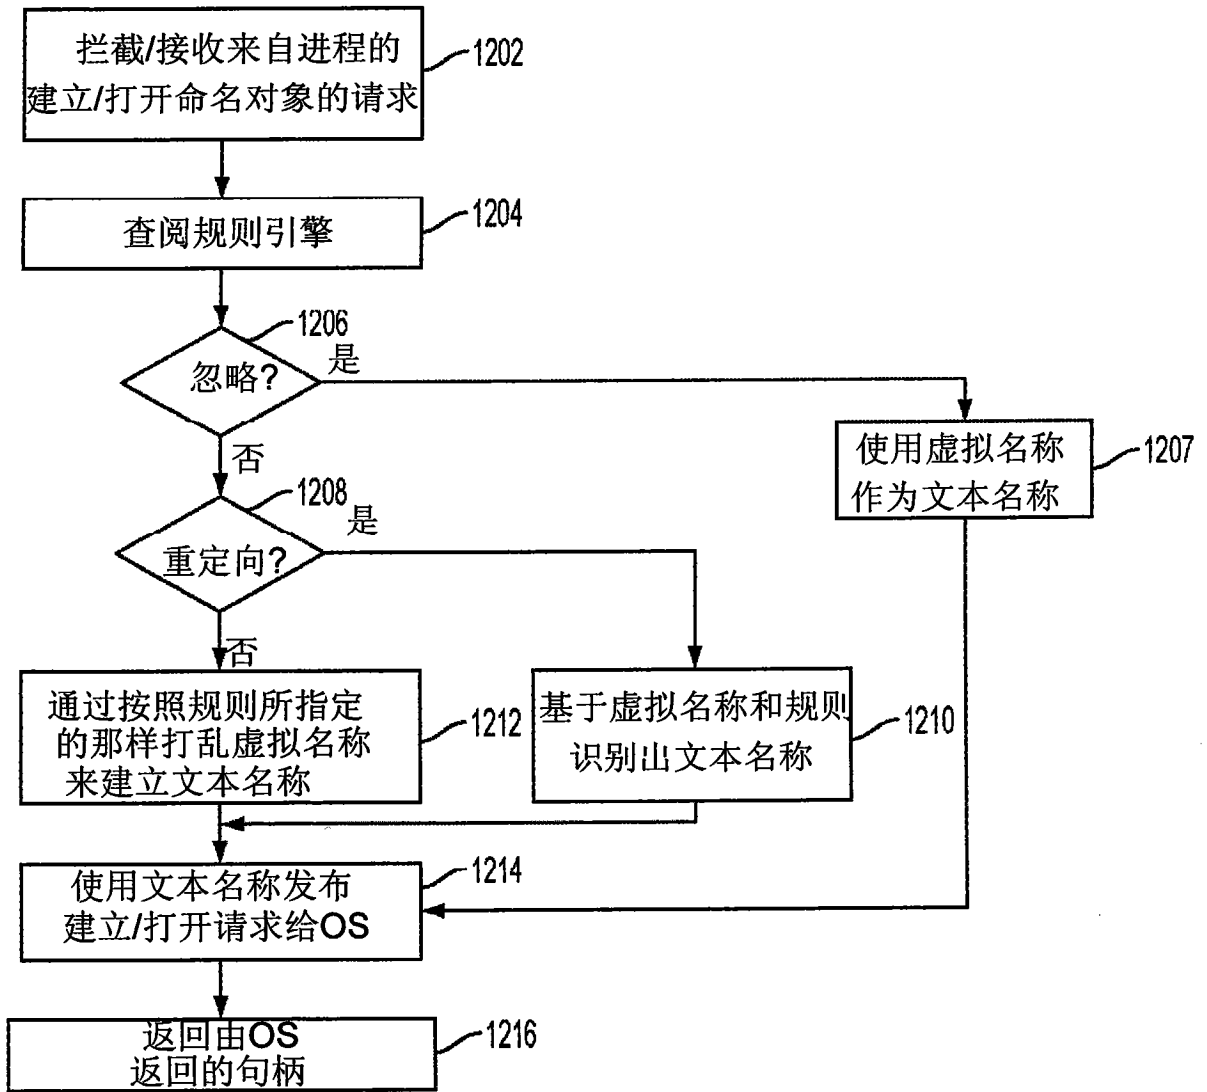 拦截/接收来自进程的
建立/打开命名对象的请求
1202
查阅规则引擎
1204
1206
忽略?
是
否
使用虚拟名称
作为文本名称
1207
1208
重定向?
是
否
通过按照规则所指定
的那样打乱虚拟名称
来建立文本名称
1212
基于虚拟名称和规则
识别出文本名称
1210
使用文本名称发布
建立/打开请求给OS
1214
返回由OS
返回的句柄
1216